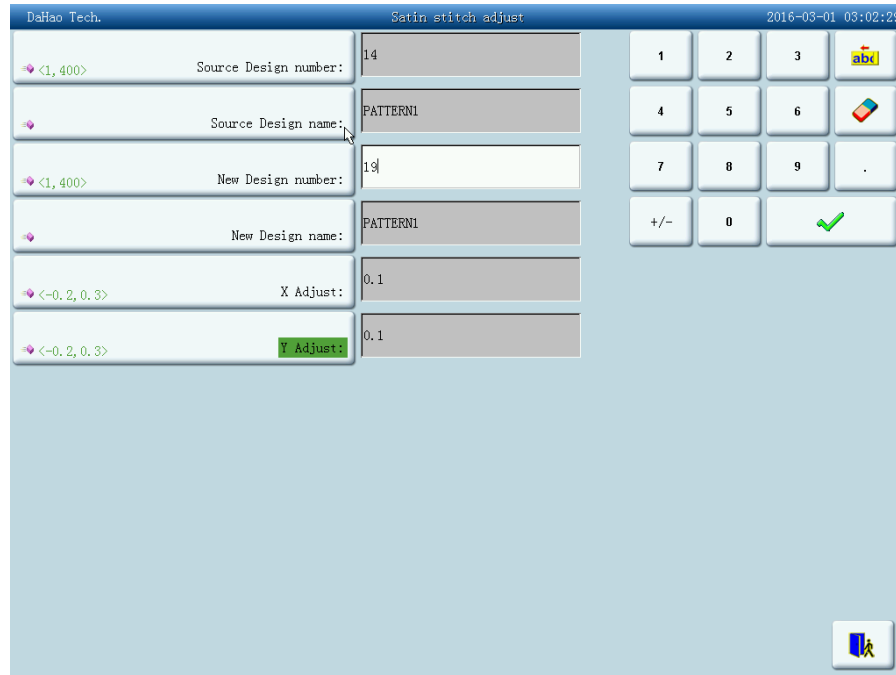 DaHao Tech. Satin stitch adjust 2016-03-01 03:02:29
<1,400> Source Design number: 14
Source Design name: PATTERN1
<1,400> New Design number: 19
New Design name: PATTERN1
<-0.2,0.3> X Adjust: 0.1
<-0.2,0.3> Y Adjust: 0.1
1 2 3 abc
4 5 6
7 8 9 .
+/- 0